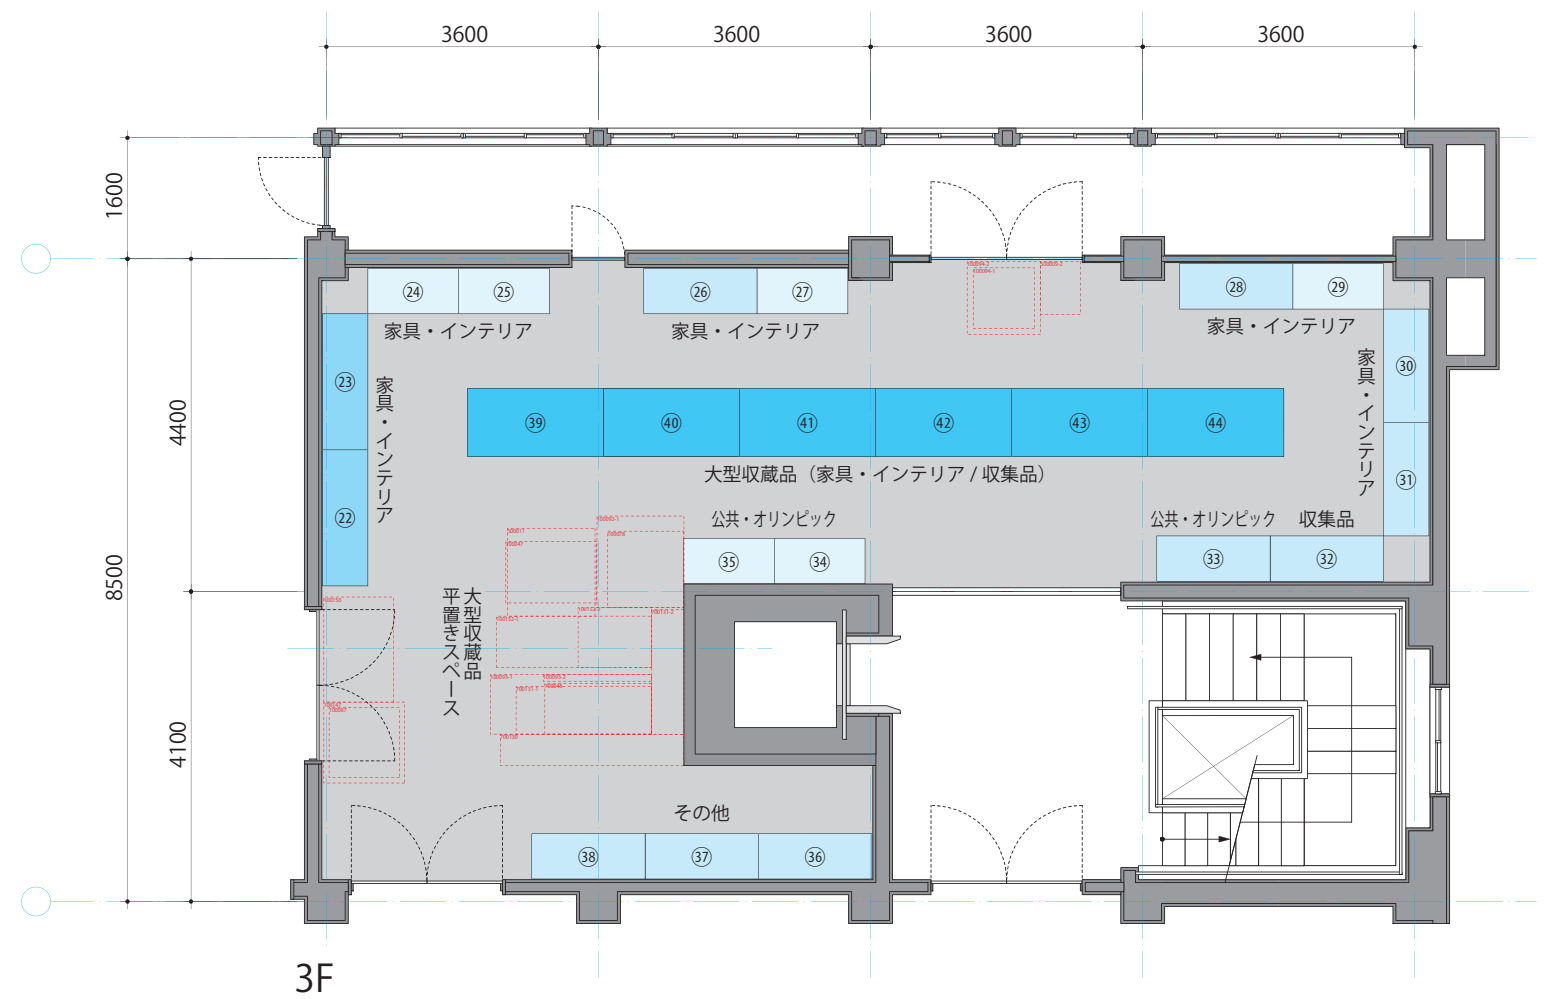 3600
3600
3600
3600
1600
4400
8500
4100
㉔
㉕
㉖
㉗
㉘
㉙
家具・インテリア
家具・インテリア
家具・インテリア
㉓
㉒
家具・インテリア
㉚
㉛
家具・インテリア
㊴
㊵
㊶
㊷
㊸
㊹
大型収蔵品（家具・インテリア / 収集品）
公共・オリンピック
㉟
㉞
公共・オリンピック
収集品
㉝
㉜
大型収蔵品
平置きスペース
その他
㊳
㊲
㊱
3F